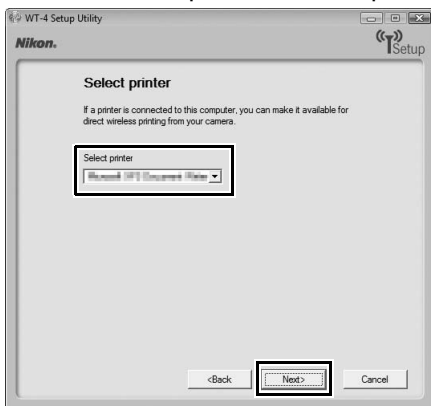 WT-4 Setup Utility
Nikon.
Setup
Select printer
If a printer is connected to this computer, you can make it available for
direct wireless printing from your camera.
Select printer
<Back
Next>
Cancel